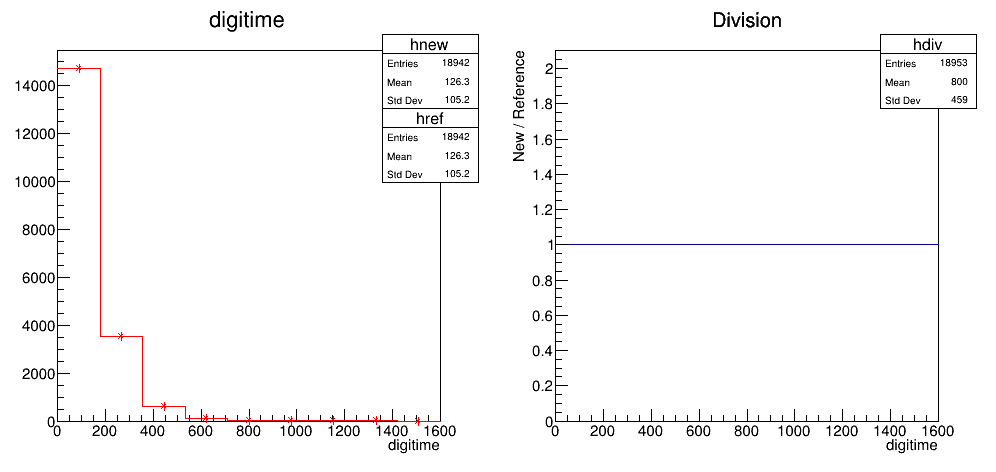 digitime
hnew
Entries 18942
Mean 126.3
Std Dev 105.2
href
Entries 18942
Mean 126.3
Std Dev 105.2
14000
12000
10000
8000
6000
4000
2000
0
0 200 400 600 800 1000 1200 1400 1600
digitime
Division
hdiv
Entries 18953
Mean 800
Std Dev 459
New / Reference
2
1.8
1.6
1.4
1.2
1
0.8
0.6
0.4
0.2
0
0 200 400 600 800 1000 1200 1400 1600
digitime